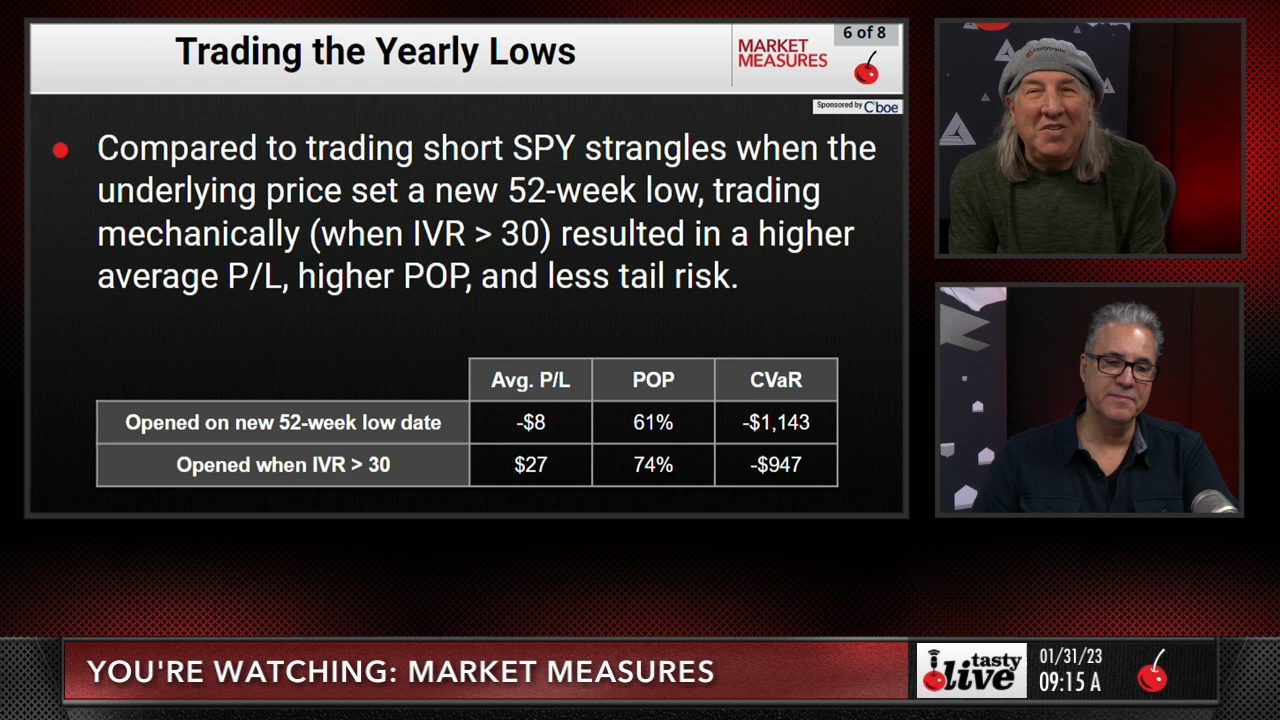 Trading the Yearly Lows
MARKET
MEASURES
6 of 8
Sponsored by Cboe
Compared to trading short SPY strangles when the
underlying price set a new 52-week low, trading
mechanically (when IVR > 30) resulted in a higher
average P/L, higher POP, and less tail risk.
Avg. P/L POP CVaR
Opened on new 52-week low date -$8 61% -$1,143
Opened when IVR > 30 $27 74% -$947
tastytrade
YOU'RE WATCHING: MARKET MEASURES
tasty
live
01/31/23
09:15 A